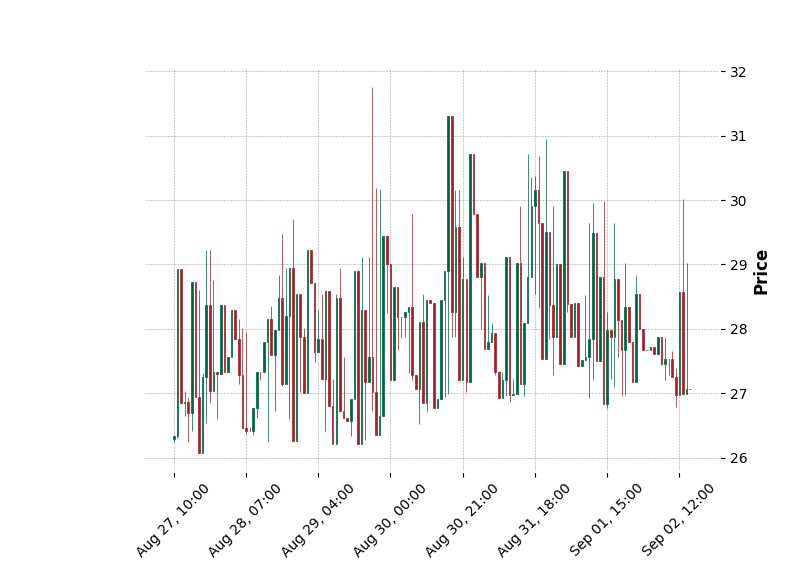 32
31
30
29
28
27
26
Price
Aug 27, 10:00
Aug 28, 07:00
Aug 29, 04:00
Aug 30, 00:00
Aug 30, 21:00
Aug 31, 18:00
Sep 01, 15:00
Sep 02, 12:00